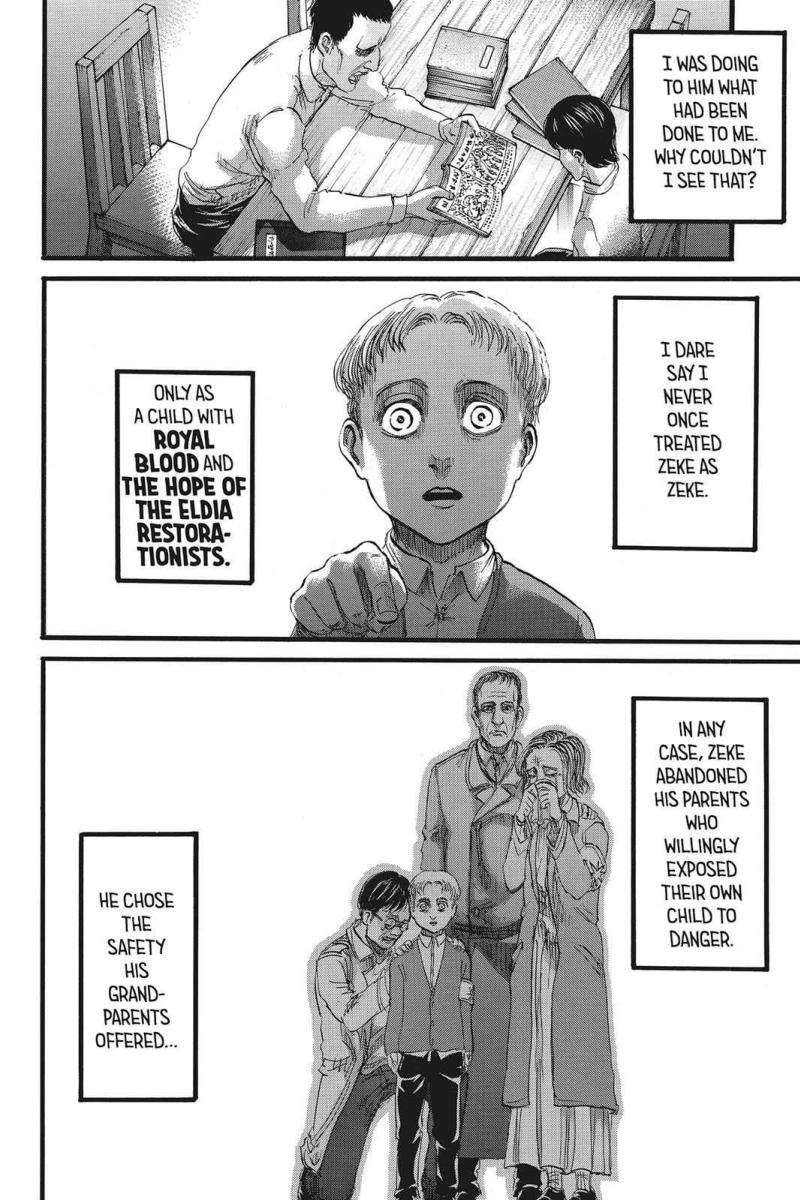 I WAS DOING
TO HIM WHAT
HAD BEEN
DONE TO ME.
WHY COULDN'T
I SEE THAT?
I DARE
SAY I
NEVER
ONCE
TREATED
ZEKE AS
ZEKE.
ONLY AS
A CHILD WITH
ROYAL
BLOOD AND
THE HOPE OF
THE ELDIA
RESTORA-
TIONISTS.
IN ANY
CASE, ZEKE
ABANDONED
HIS PARENTS
WHO
WILLINGLY
EXPOSED
THEIR OWN
CHILD TO
DANGER.
HE CHOSE
THE
SAFETY
HIS
GRAND-
PARENTS
OFFERED...